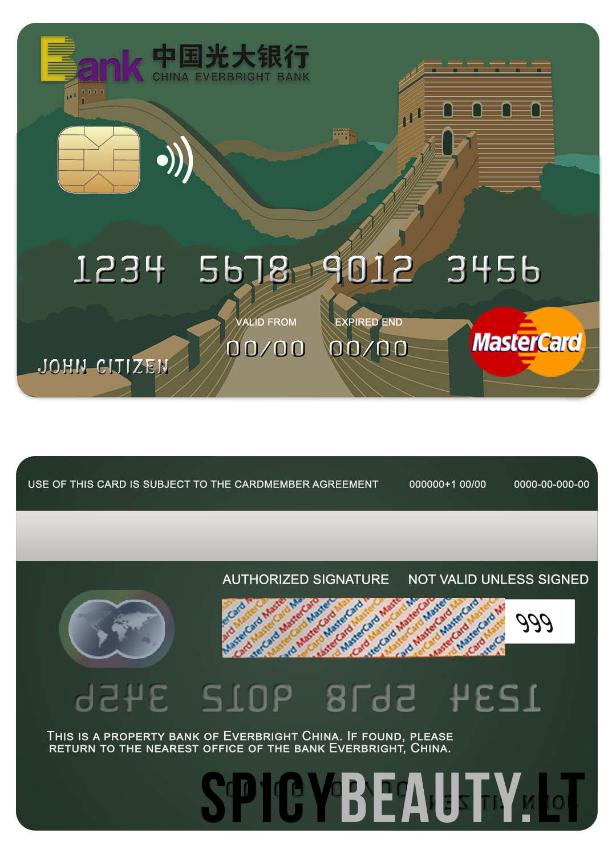 Bank 中国光大银行
CHINA EVERBRIGHT BANK
1234 5678 9012 3456
VALID FROM EXPIRED END
00/00 00/00
JOHN CITIZEN
MasterCard
USE OF THIS CARD IS SUBJECT TO THE CARDMEMBER AGREEMENT 000000+1 00/00 0000-00-000-00
AUTHORIZED SIGNATURE NOT VALID UNLESS SIGNED
MasterCard MasterCard MasterCard
999
THIS IS A PROPERTY BANK OF EVERBRIGHT CHINA. IF FOUND, PLEASE
RETURN TO THE NEAREST OFFICE OF THE BANK EVERBRIGHT, CHINA.
SPICYBEAUTY.LT